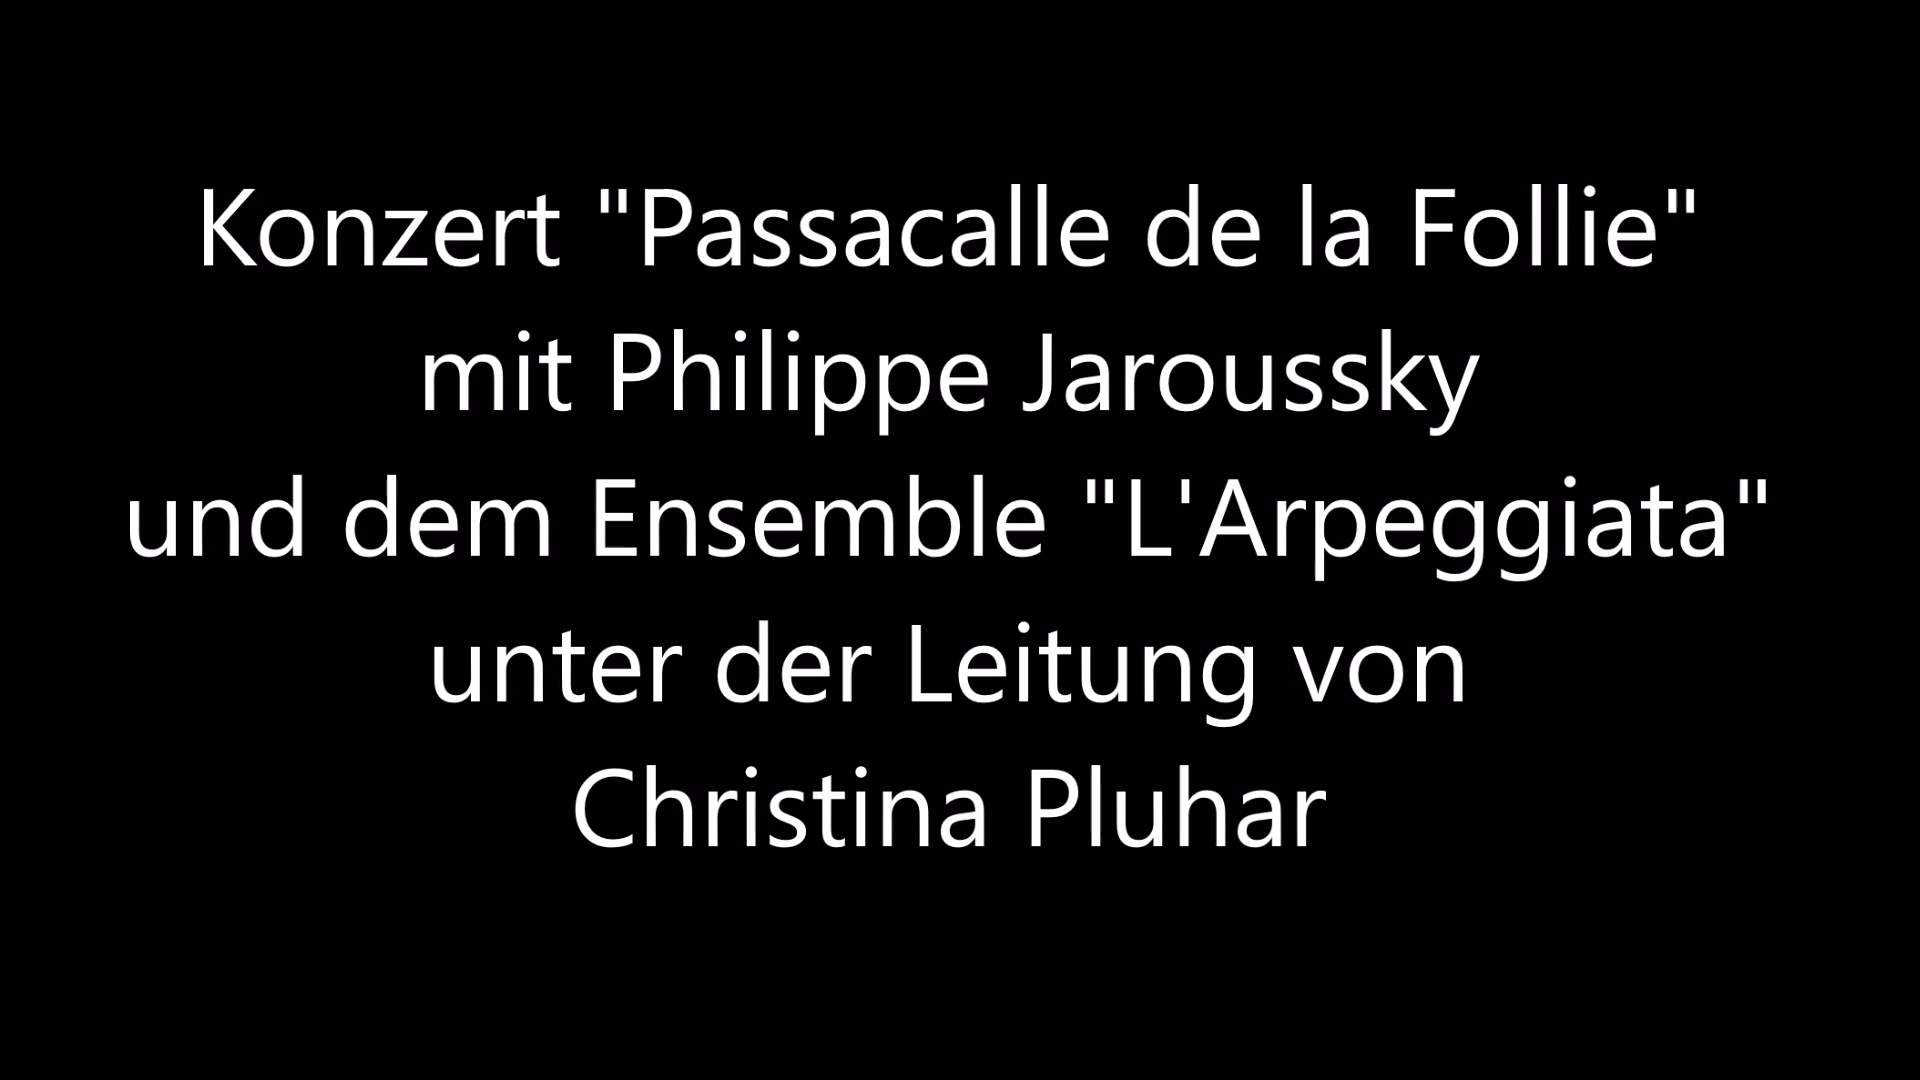 Konzert "Passacalle de la Follie"
mit Philippe Jaroussky
und dem Ensemble "L'Arpeggiata"
unter der Leitung von
Christina Pluhar